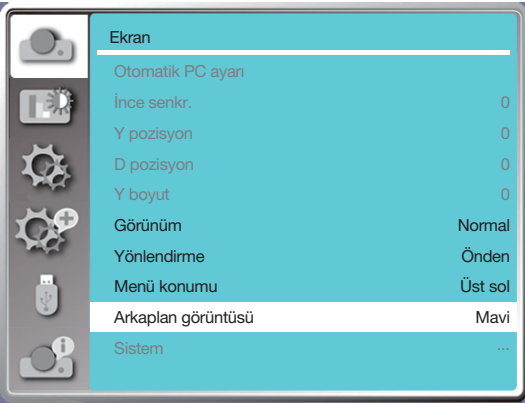 Ekran
Otomatik PC ayarı
İnce senkr. 0
Y pozisyon 0
D pozisyon 0
Y boyut 0
Görünüm Normal
Yönlendirme Önden
Menü konumu Üst sol
Arkaplan görüntüsü Mavi
Sistem ...